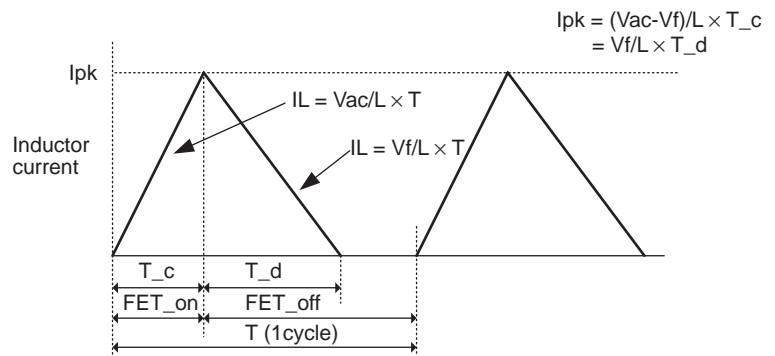 Ipk = (Vac-Vf)/L × T_c
= Vf/L × T_d
Ipk
IL = Vac/L × T
Inductor
current
IL = Vf/L × T
T_c
T_d
FET_on
FET_off
T (1cycle)